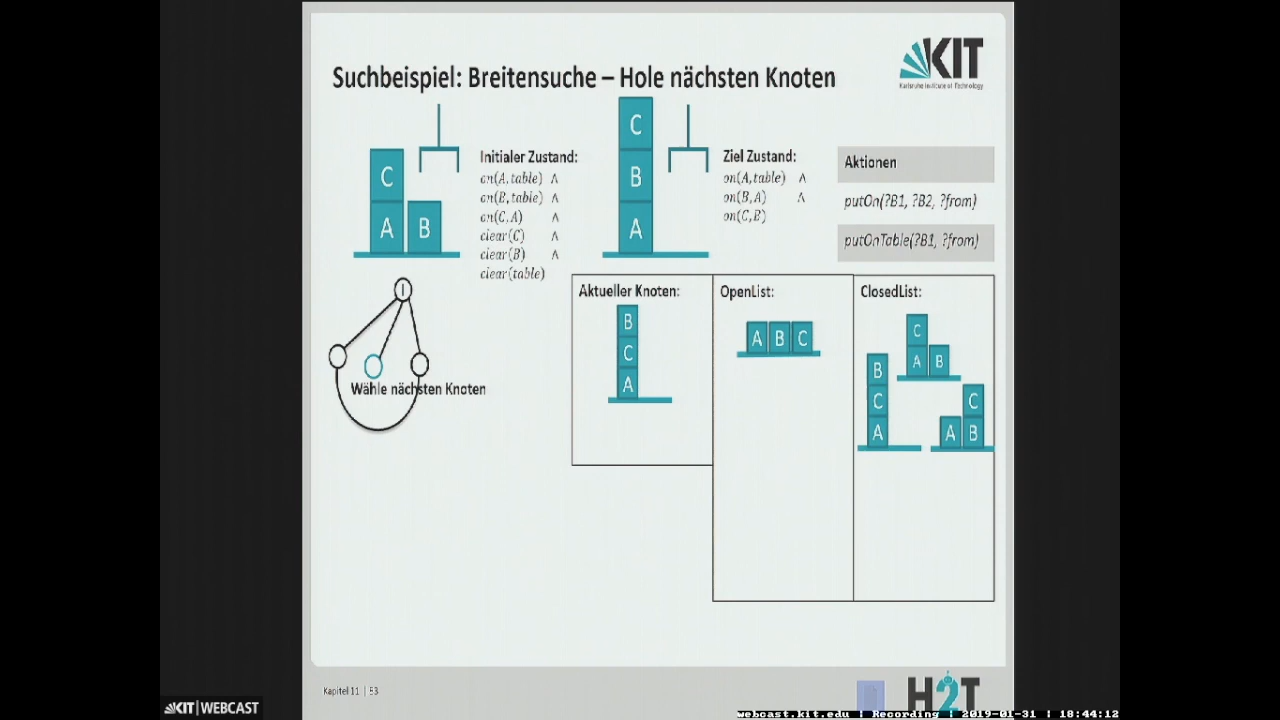 KIT
Karlsruhe Institute of Technology
Suchbeispiel: Breitensuche – Hole nächsten Knoten
C
A
B
Initialer Zustand:
on(A,table) ∧
on(B,table) ∧
on(C,A) ∧
clear(C) ∧
clear(B) ∧
clear(table)
C
B
A
Ziel Zustand:
on(A,table) ∧
on(B,A) ∧
on(C,B)
Aktionen
putOn(?B1, ?B2, ?from)
putOnTable(?B1, ?from)
I
Wähle nächsten Knoten
Aktueller Knoten:
B
C
A
OpenList:
A B C
ClosedList:
C
A B
B
C
A
C
A B
Kapitel 11 | 53
H2T
KIT | WEBCAST
webcast.kit.edu | Recording | 2019-01-31 | 18:44:12